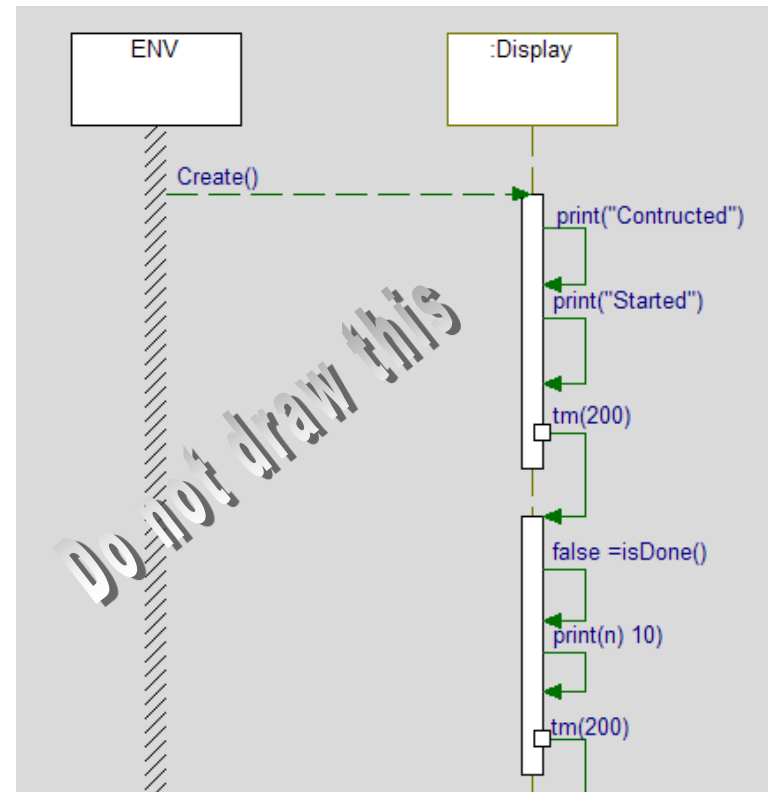 ENV
:Display
Create()
print("Contructed")
print("Started")
Do not draw this
tm(200)
false =isDone()
print(n) 10)
tm(200)